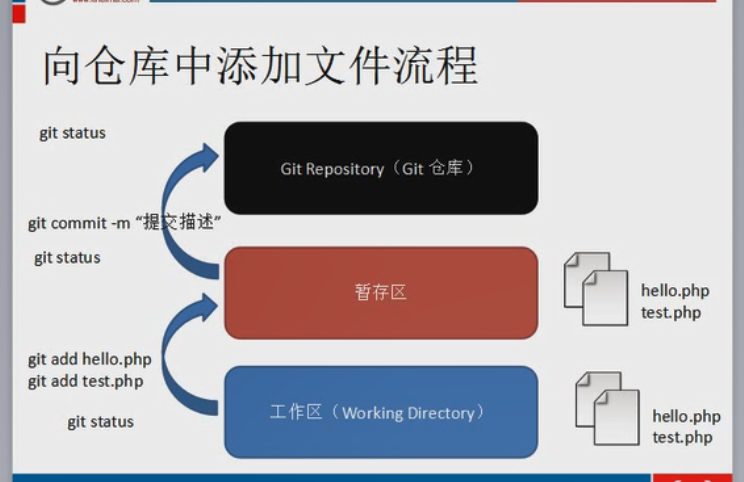 向仓库中添加文件流程
git status
Git Repository（Git 仓库）
git commit -m “提交描述”
git status
暂存区
hello.php
test.php
git add hello.php
git add test.php
工作区（Working Directory）
hello.php
test.php
git status